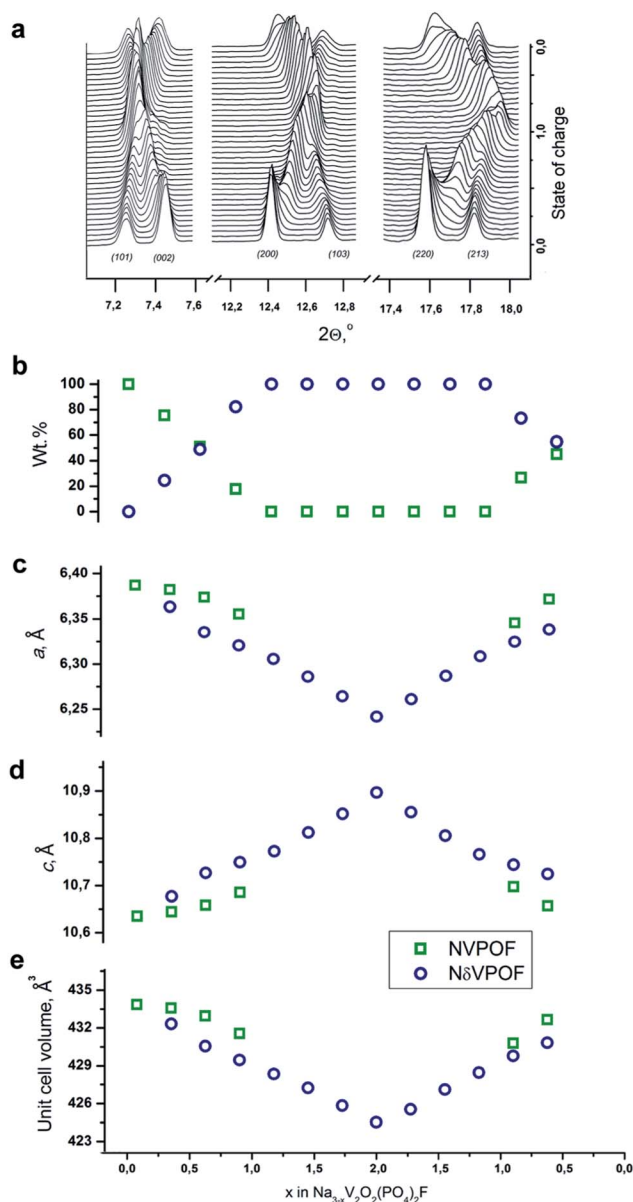 a
0,0
1,0
0,0
State of charge
(101) (002) (200) (103) (220) (213)
7,2 7,4 7,6 12,2 12,4 12,6 12,8 17,4 17,6 17,8 18,0
2Θ,°
b
100
80
60
40
20
0
Wt.%
c
6,40
6,35
6,30
6,25
a, Å
d
10,9
10,8
10,7
10,6
c, Å
NVPOF
NδVPOF
e
435
432
429
426
423
Unit cell volume, Å³
0,0 0,5 1,0 1,5 2,0 1,5 1,0 0,5 0,0
x in Na₃₋ₓV₂O₂(PO₄)₂F